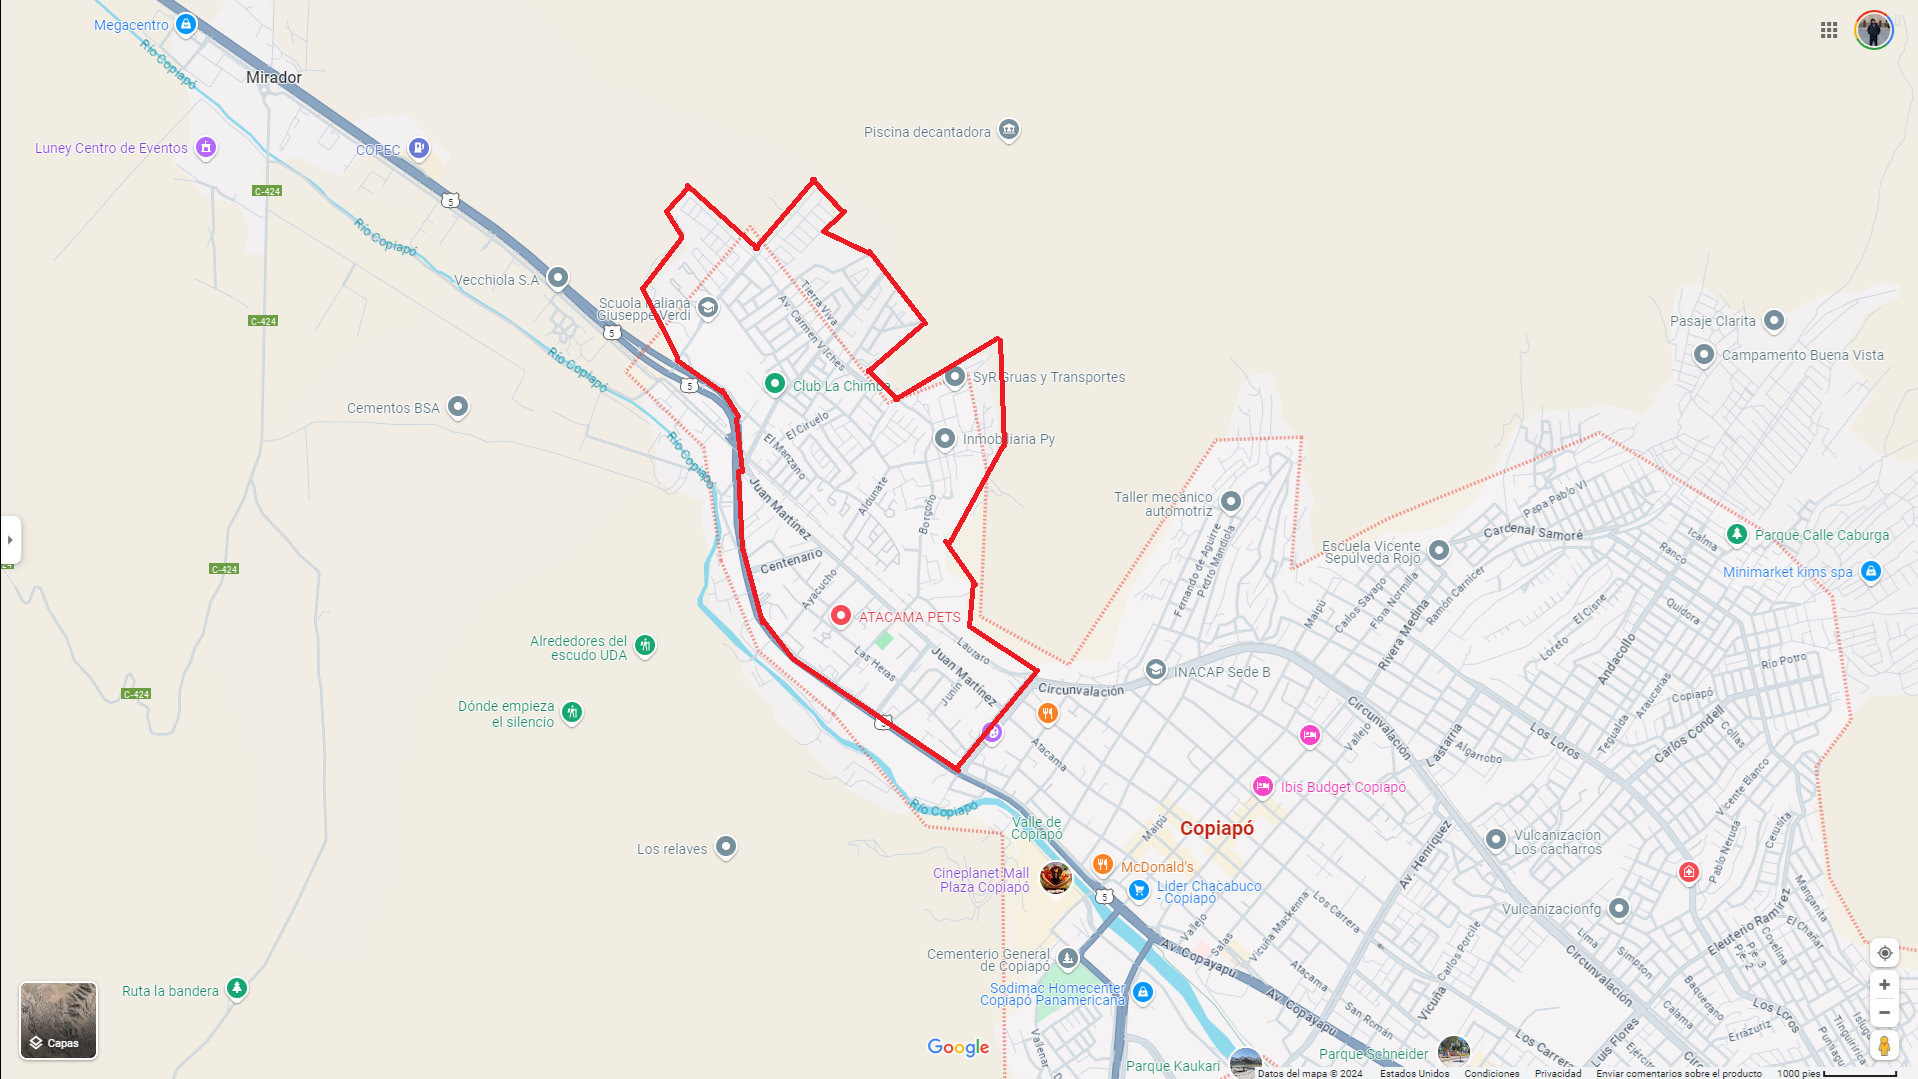 Megacentro
Río Copiapó
Mirador
Luney Centro de Eventos
COPEC
C-424
5
Piscina decantadora
Río Copiapó
Vecchiola S.A
C-424
5
Scuola Italiana
Giuseppe Verdi
Tierra Viva
Av. Carmen Vilches
Río Copiapó
5
Club La Chimba
SyR Gruas y Transportes
Cementos BSA
El Ciruelo
El Manzano
Inmobiliaria Py
Río Copiapó
Juan Martínez
Aldunate
Borgoño
Centenario
Ayacucho
ATACAMA PETS
C-424
24
Alrededores del
escudo UDA
Las Heras
Lautaro
Juan Martínez
Junín
C-424
Dónde empieza
el silencio
5
Circunvalación
INACAP Sede B
Taller mecánico
automotriz
Fernando de Aguirre
Pedro Mandiola
Pasaje Clarita
Campamento Buena Vista
Papa Pablo VI
Cardenal Samoré
Escuela Vicente
Sepúlveda Rojo
Icalma
Ranco
Parque Calle Caburga
Minimarket kims spa
Maipú
Carlos Sayago
Flora Normilla
Ramón Carnicer
Rivera Medina
El Cisne
Quidora
Loreto
Andacollo
Río Potro
Copiapó
Araucarias
Tegualda
Carlos Condell
Collas
Vicente Blanco
Circunvalación
Vallejo
Lastarria
Algarrobo
Los Loros
Atacama
Ibis Budget Copiapó
Río Copiapó
Valle de
Copiapó
Maipú
Copiapó
Vulcanizacion
Los cacharros
Pablo Neruda
Cerusita
Los relaves
Cineplanet Mall
Plaza Copiapó
McDonald's
Lider Chacabuco
- Copiapó
5
Av. Henríquez
Los Carrera
Vicuña Mackenna
Vallejo
Salas
Vulcanizacionfg
Manganita
Eleuterio Ramírez
El Chañar
Covelina
Pje. 3
Pje 2
Cementerio General
de Copiapó
Av. Copayapú
Carlos Porcile
Lima
Simpton
Circunvalación
Sodimac Homecenter
Copiapó Panamericana
Ruta la bandera
Atacama
Vicuña
Av. Copayapu
San Román
Baquedano
Los Loros
Errázuriz
Tinguiririca
Luis Flores
Los Carrera
Vallenar
Capas
Google
Parque Kaukari
Parque Schneider
Datos del mapa © 2024
Estados Unidos
Condiciones
Privacidad
Enviar comentarios sobre el producto
1000 pies